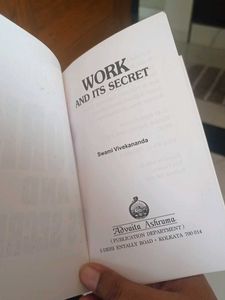 WORK
AND ITS SECRET
Swami Vivekananda
Advaita Ashrama
(PUBLICATION DEPARTMENT)
5 DEHI ENTALLY ROAD • KOLKATA 700 014